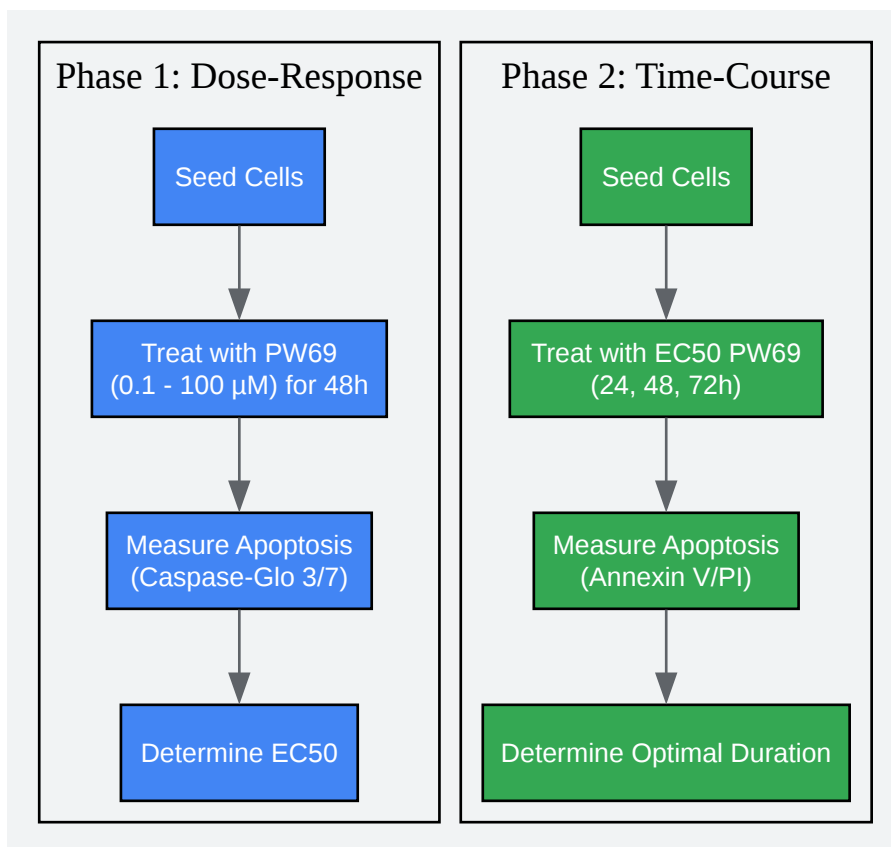 Phase 1: Dose-Response
Seed Cells
Treat with PW69
(0.1 - 100 µM) for 48h
Measure Apoptosis
(Caspase-Glo 3/7)
Determine EC50
Phase 2: Time-Course
Seed Cells
Treat with EC50 PW69
(24, 48, 72h)
Measure Apoptosis
(Annexin V/PI)
Determine Optimal Duration